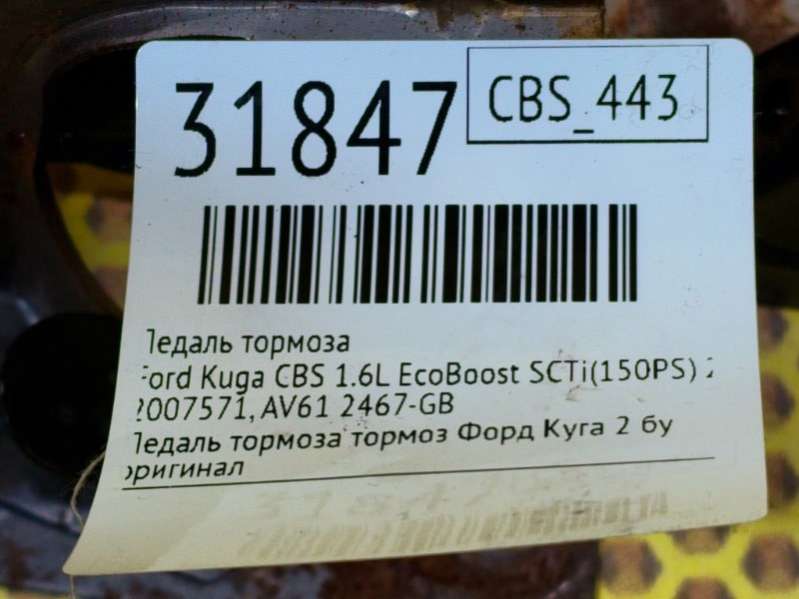 31847
CBS_443
Педаль тормоза
Ford Kuga CBS 1.6L EcoBoost SCTi(150PS)
2007571, AV61 2467-GB
Педаль тормоза тормоз Форд Куга 2 бу
оригинал